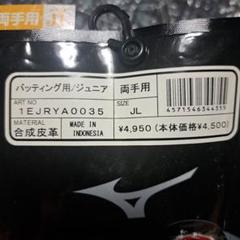 両手用
バッティング用/ジュニア
両手用
ART NO
1EJRYA0035
SIZE
JL
MATERIAL
合成皮革
MADE IN
INDONESIA
¥4,950(本体価格¥4,500)